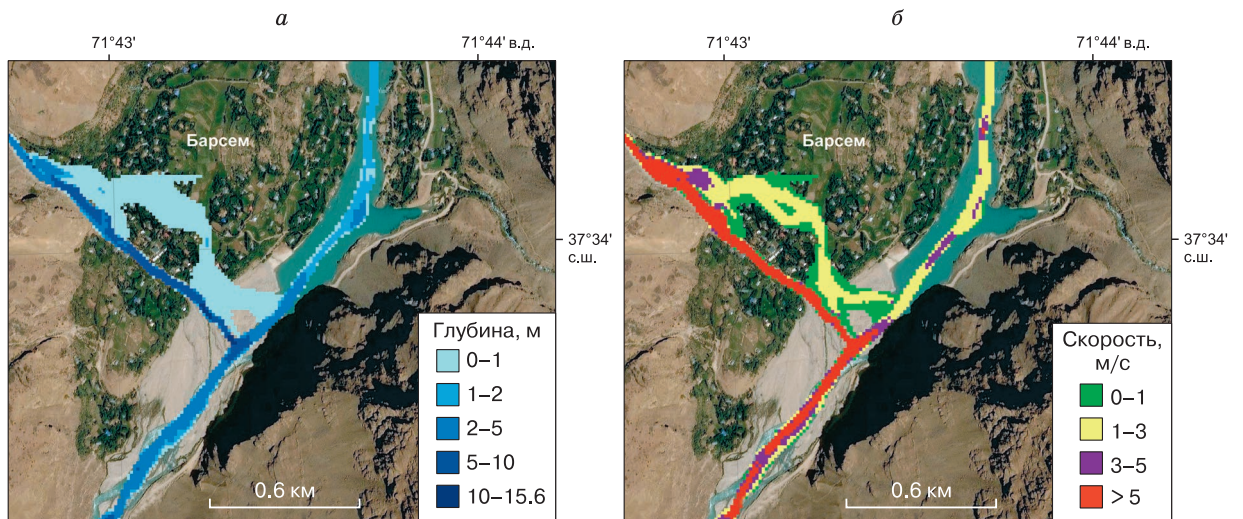 а
71°43'
71°44' в.д.
Барсем
37°34'
с.ш.
Глубина, м
0–1
1–2
2–5
5–10
10–15.6
0.6 км
б
71°43'
71°44' в.д.
Барсем
37°34'
с.ш.
Скорость,
м/с
0–1
1–3
3–5
> 5
0.6 км